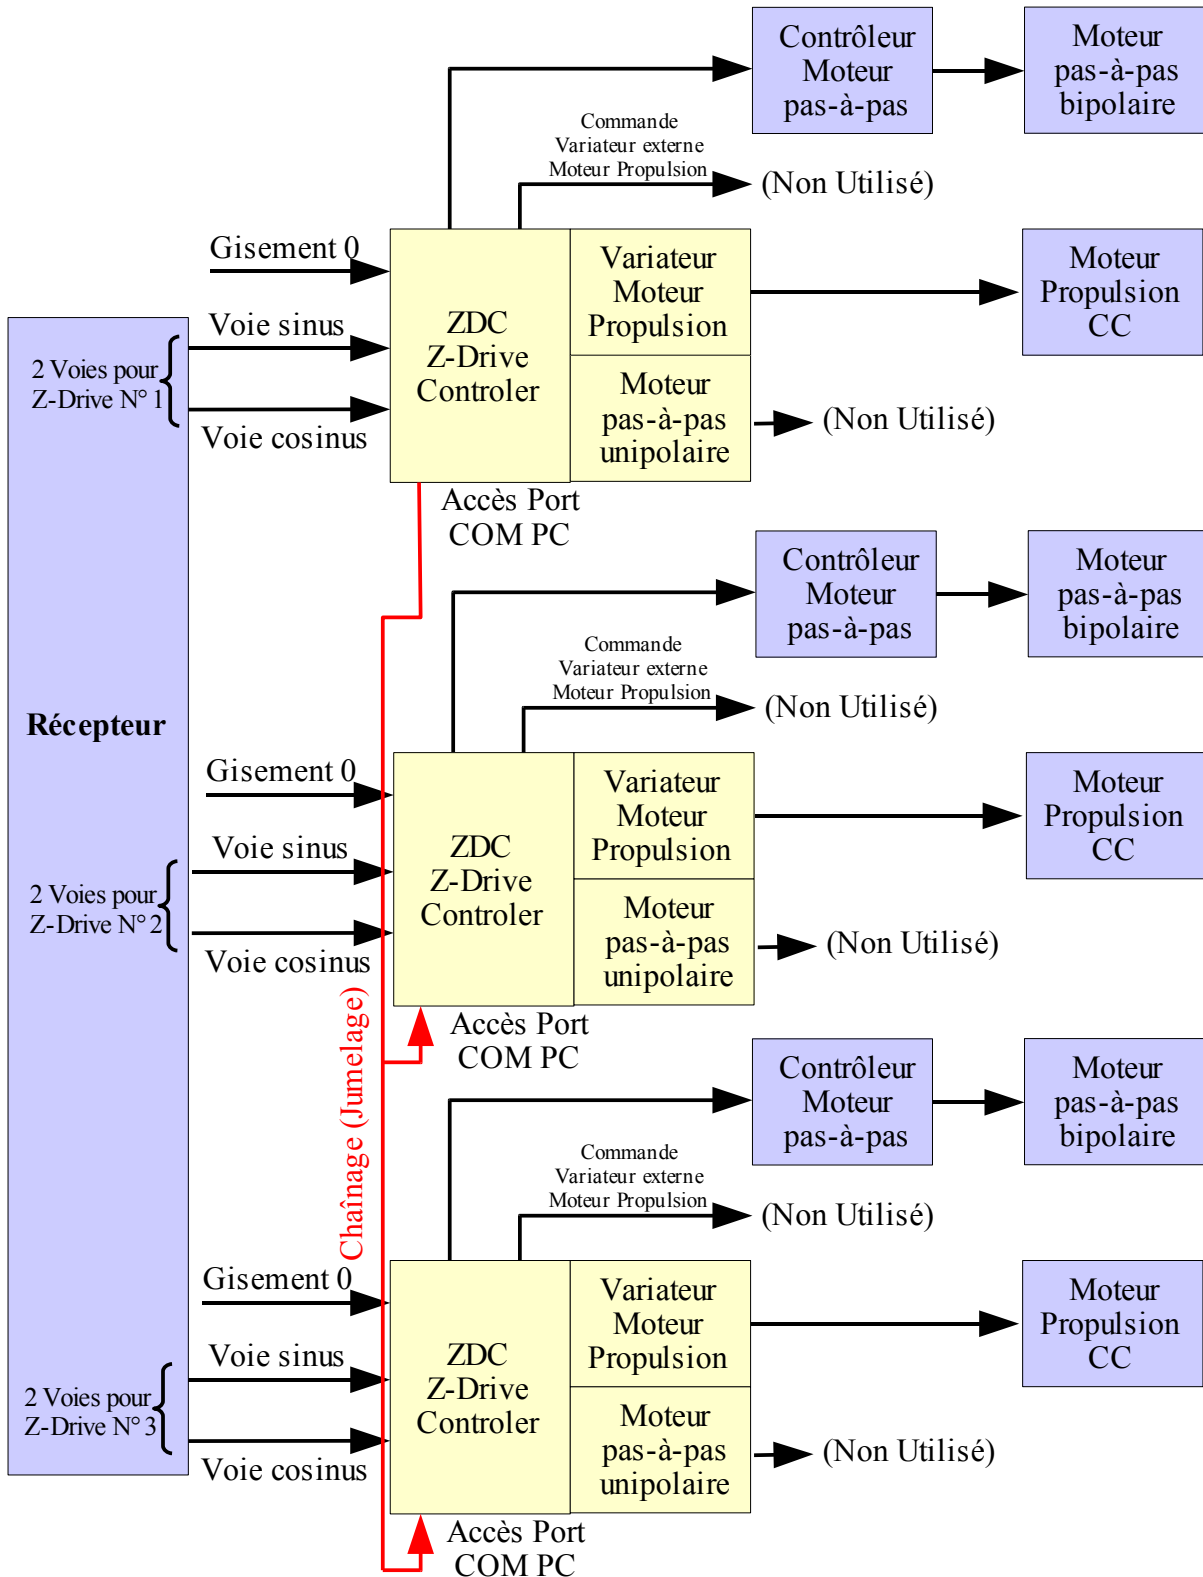 Contrôleur
Moteur
pas-à-pas
Moteur
pas-à-pas
bipolaire
Commande
Variateur externe
Moteur Propulsion
(Non Utilisé)
Gisement 0
Voie sinus
Voie cosinus
2 Voies pour
Z-Drive N° 1
ZDC
Z-Drive
Controler
Variateur
Moteur
Propulsion
Moteur
pas-à-pas
unipolaire
Moteur
Propulsion
CC
(Non Utilisé)
Accès Port
COM PC
Récepteur
Contrôleur
Moteur
pas-à-pas
Moteur
pas-à-pas
bipolaire
Commande
Variateur externe
Moteur Propulsion
(Non Utilisé)
Gisement 0
Voie sinus
Voie cosinus
2 Voies pour
Z-Drive N° 2
ZDC
Z-Drive
Controler
Variateur
Moteur
Propulsion
Moteur
pas-à-pas
unipolaire
Moteur
Propulsion
CC
(Non Utilisé)
Accès Port
COM PC
Chaînage (Jumelage)
Contrôleur
Moteur
pas-à-pas
Moteur
pas-à-pas
bipolaire
Commande
Variateur externe
Moteur Propulsion
(Non Utilisé)
Gisement 0
Voie sinus
Voie cosinus
2 Voies pour
Z-Drive N° 3
ZDC
Z-Drive
Controler
Variateur
Moteur
Propulsion
Moteur
pas-à-pas
unipolaire
Moteur
Propulsion
CC
(Non Utilisé)
Accès Port
COM PC